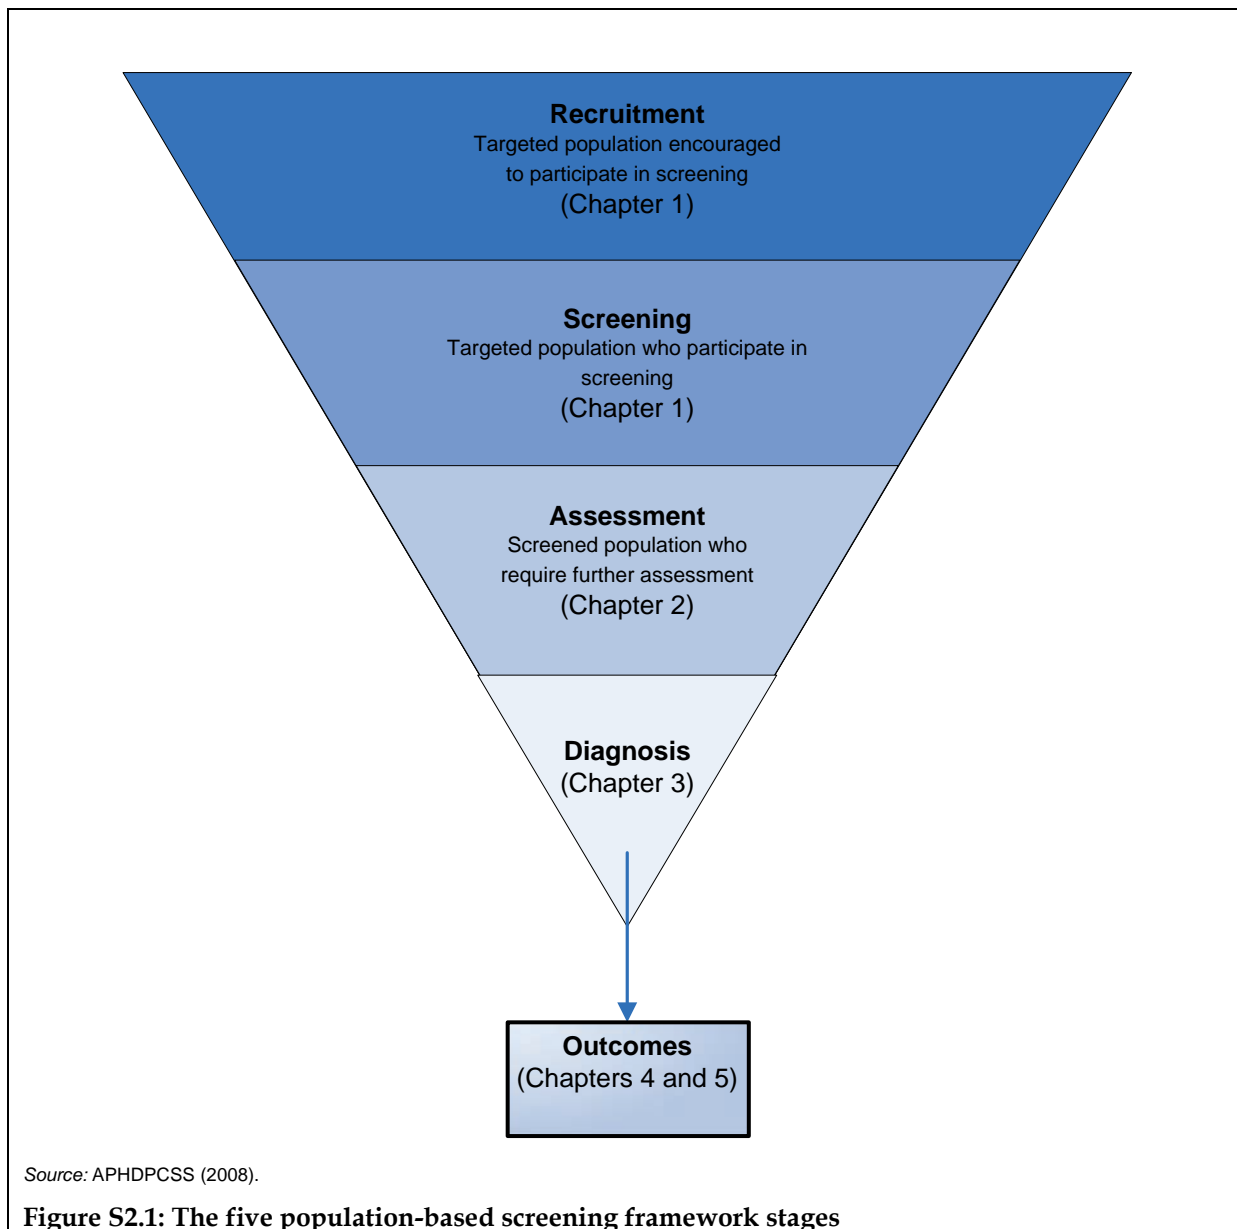 Recruitment
Targeted population encouraged
to participate in screening
(Chapter 1)
Screening
Targeted population who participate in
screening
(Chapter 1)
Assessment
Screened population who
require further assessment
(Chapter 2)
Diagnosis
(Chapter 3)
Outcomes
(Chapters 4 and 5)
Source: APHDPCSS (2008).
Figure S2.1: The five population-based screening framework stages